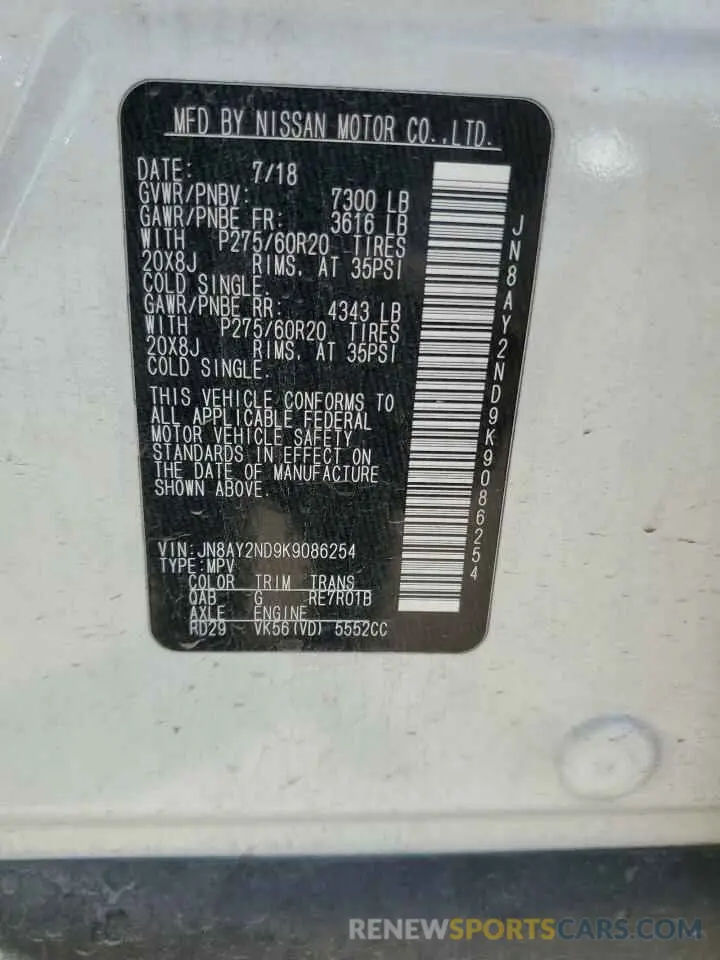 MFD BY NISSAN MOTOR CO.,LTD.
DATE: 7/18
GVWR/PNBV: 7300 LB
GAWR/PNBE FR: 3616 LB
WITH P275/60R20 TIRES
20X8J RIMS, AT 35PSI
COLD SINGLE.
GAWR/PNBE RR: 4343 LB
WITH P275/60R20 TIRES
20X8J RIMS, AT 35PSI
COLD SINGLE.
THIS VEHICLE CONFORMS TO
ALL APPLICABLE FEDERAL
MOTOR VEHICLE SAFETY
STANDARDS IN EFFECT ON
THE DATE OF MANUFACTURE
SHOWN ABOVE.
VIN:JN8AY2ND9K9086254
TYPE:MPV
COLOR TRIM TRANS
QAB G RE7R01B
AXLE ENGINE
RD29 VK56(VD) 5552CC
JN8AY2ND9K9086254
RENEWSPORTSCARS.COM